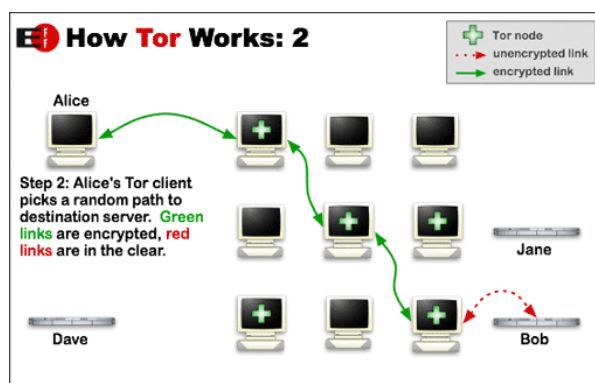 EFF How Tor Works: 2
Tor node
unencrypted link
encrypted link
Alice
Step 2: Alice's Tor client
picks a random path to
destination server. Green
links are encrypted, red
links are in the clear.
Jane
Dave
Bob